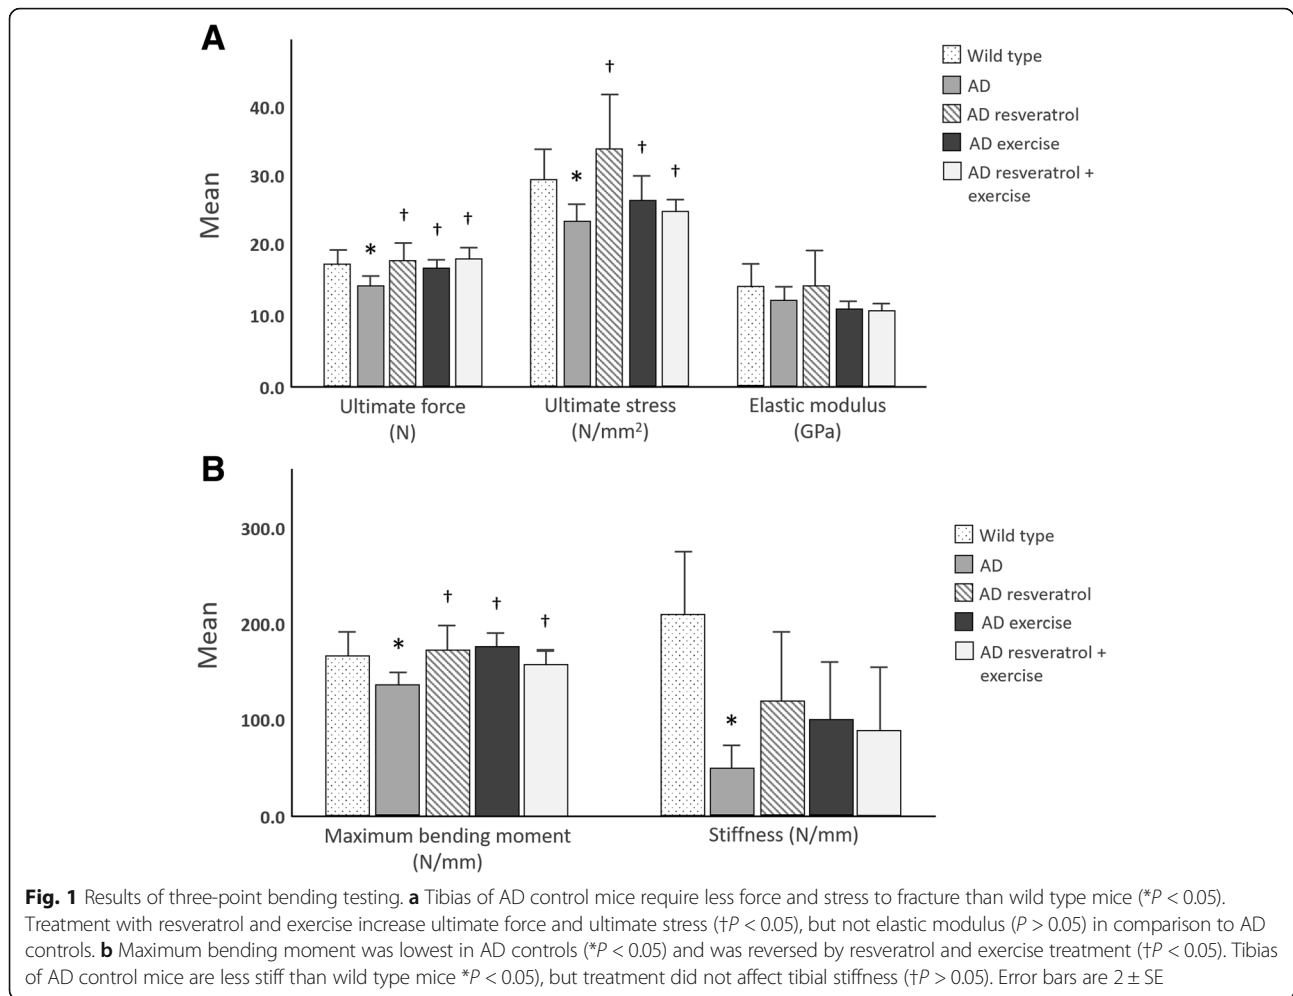 A
Mean
40.0
30.0
20.0
10.0
0.0
†
†
*
†
†
*
†
†
†
Ultimate force
(N)
Ultimate stress
(N/mm²)
Elastic modulus
(GPa)
Wild type
AD
AD resveratrol
AD exercise
AD resveratrol +
exercise
B
Mean
300.0
200.0
100.0
0.0
*
†
†
†
*
Maximum bending moment
(N/mm)
Stiffness (N/mm)
Wild type
AD
AD resveratrol
AD exercise
AD resveratrol +
exercise
Fig. 1 Results of three-point bending testing. a Tibias of AD control mice require less force and stress to fracture than wild type mice (*P < 0.05).
Treatment with resveratrol and exercise increase ultimate force and ultimate stress (†P < 0.05), but not elastic modulus (P > 0.05) in comparison to AD
controls. b Maximum bending moment was lowest in AD controls (*P < 0.05) and was reversed by resveratrol and exercise treatment (†P < 0.05). Tibias
of AD control mice are less stiff than wild type mice *P < 0.05), but treatment did not affect tibial stiffness (†P > 0.05). Error bars are 2 ± SE